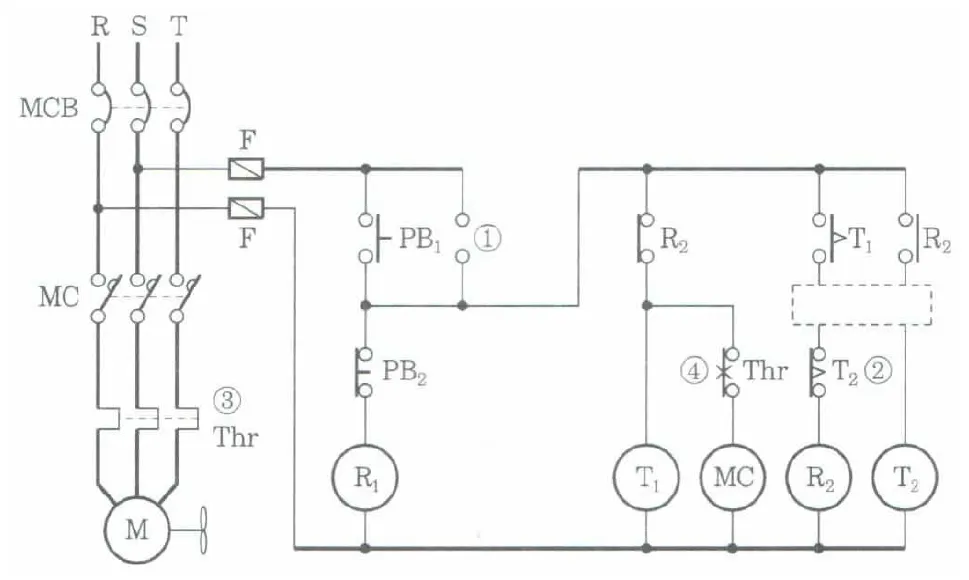 R S T
MCB
F
F
PB₁ ①
R₂
T₁
R₂
MC
PB₂
④ Thr
T₂ ②
③
Thr
R₁
T₁
MC
R₂
T₂
M